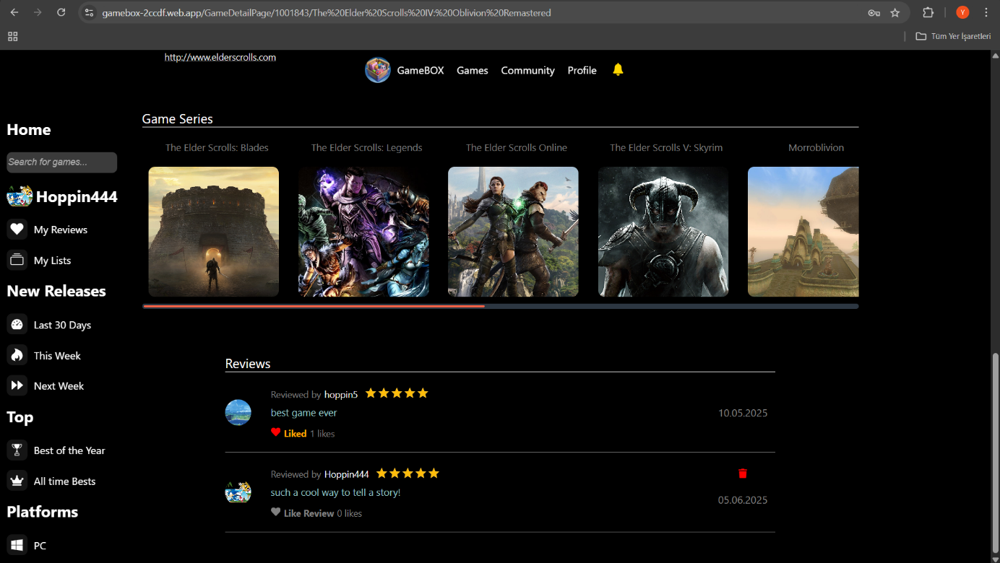 gamebox-2ccdf.web.app/GameDetailPage/1001843/The%20Elder%20Scrolls%20IV:%20Oblivion%20Remastered
Y
Tüm Yer İşaretleri
http://www.elderscrolls.com
GameBOX Games Community Profile
Home
Search for games...
Hoppin444
My Reviews
My Lists
New Releases
Last 30 Days
This Week
Next Week
Top
Best of the Year
All time Bests
Platforms
PC
Game Series
The Elder Scrolls: Blades
The Elder Scrolls: Legends
The Elder Scrolls Online
The Elder Scrolls V: Skyrim
Morroblivion
Reviews
Reviewed by hoppin5
best game ever
10.05.2025
Liked 1 likes
Reviewed by Hoppin444
such a cool way to tell a story!
05.06.2025
Like Review 0 likes